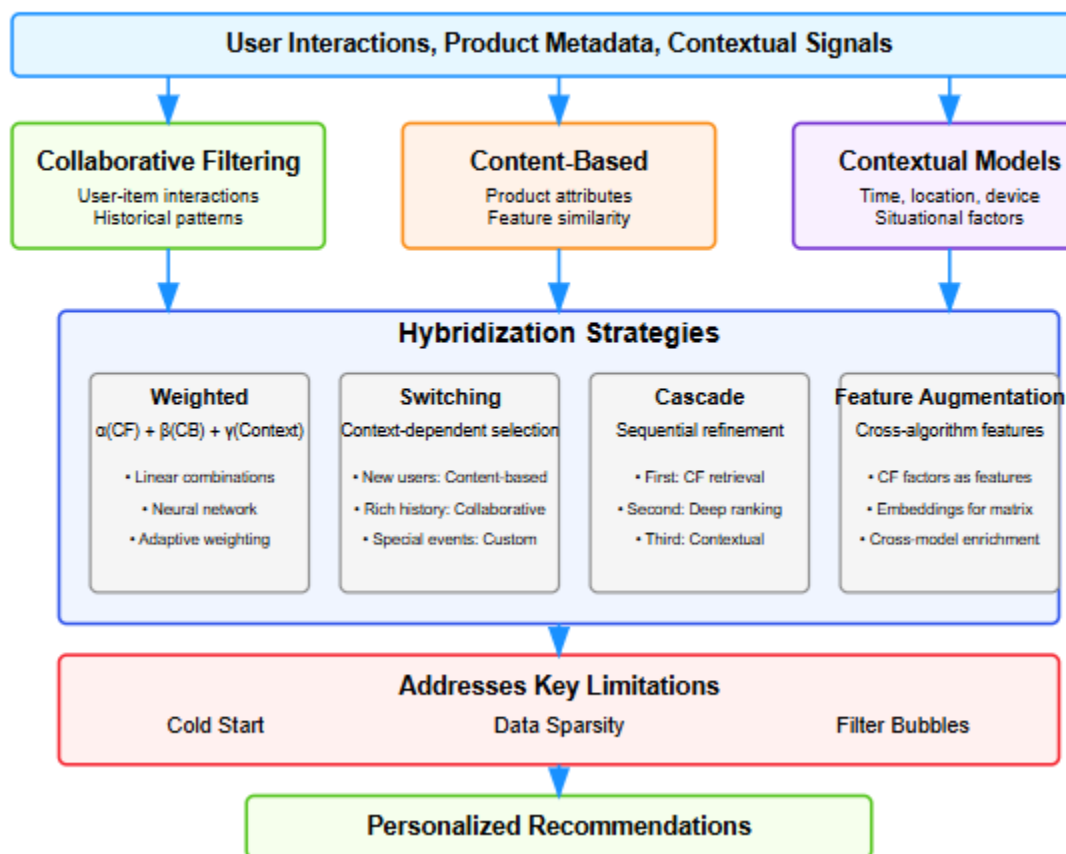 User Interactions, Product Metadata, Contextual Signals
Collaborative Filtering
User-item interactions
Historical patterns
Content-Based
Product attributes
Feature similarity
Contextual Models
Time, location, device
Situational factors
Hybridization Strategies
Weighted
α(CF) + β(CB) + γ(Context)
• Linear combinations
• Neural network
• Adaptive weighting
Switching
Context-dependent selection
• New users: Content-based
• Rich history: Collaborative
• Special events: Custom
Cascade
Sequential refinement
• First: CF retrieval
• Second: Deep ranking
• Third: Contextual
Feature Augmentation
Cross-algorithm features
• CF factors as features
• Embeddings for matrix
• Cross-model enrichment
Addresses Key Limitations
Cold Start
Data Sparsity
Filter Bubbles
Personalized Recommendations